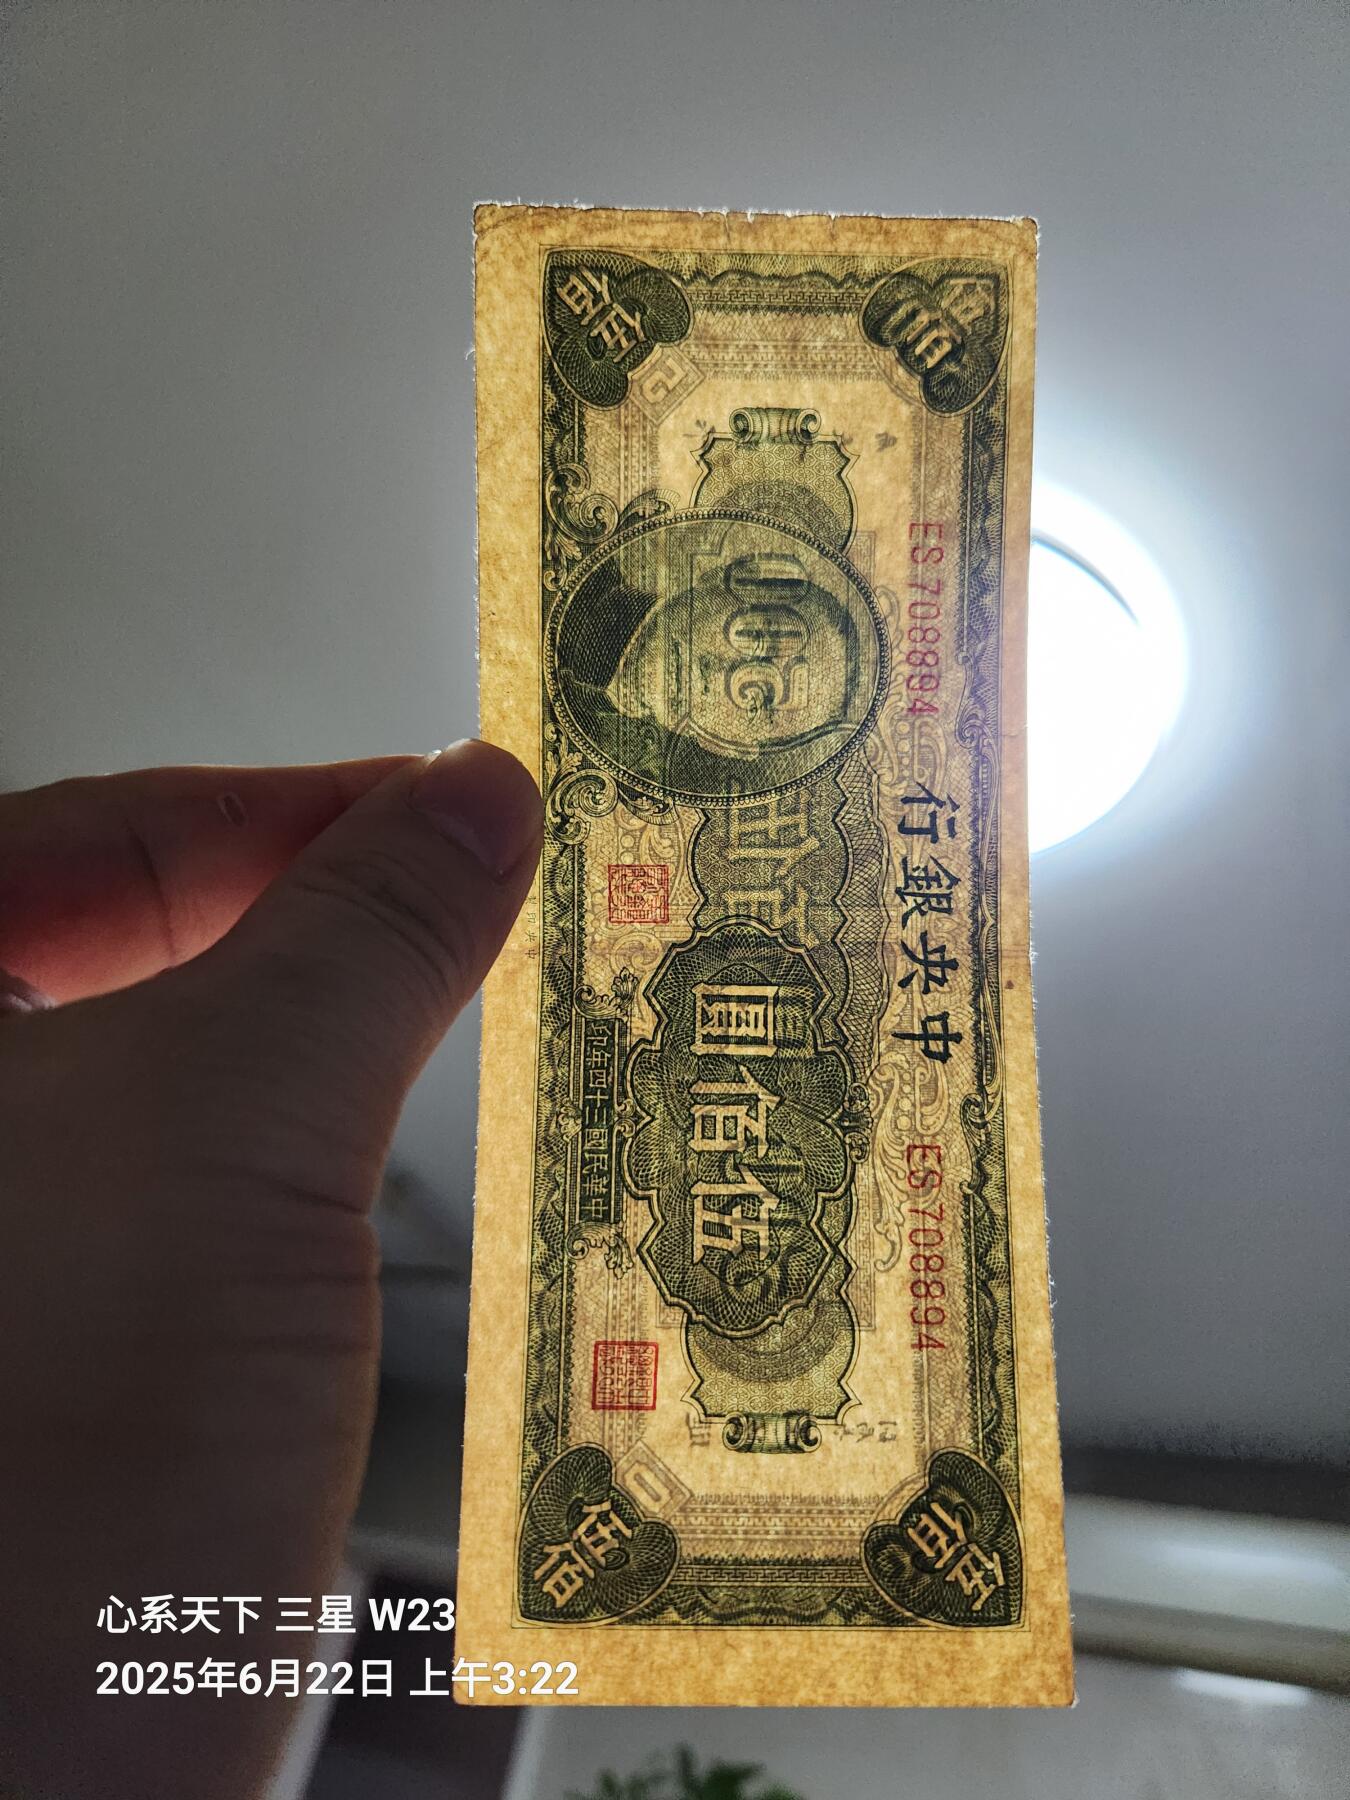 行銀央中
ES708894
ES708894
圓佰伍
印年四十三國民華中
伍佰
伍佰
伍佰
伍佰
500
心系天下 三星 W23
2025年6月22日 上午3:22